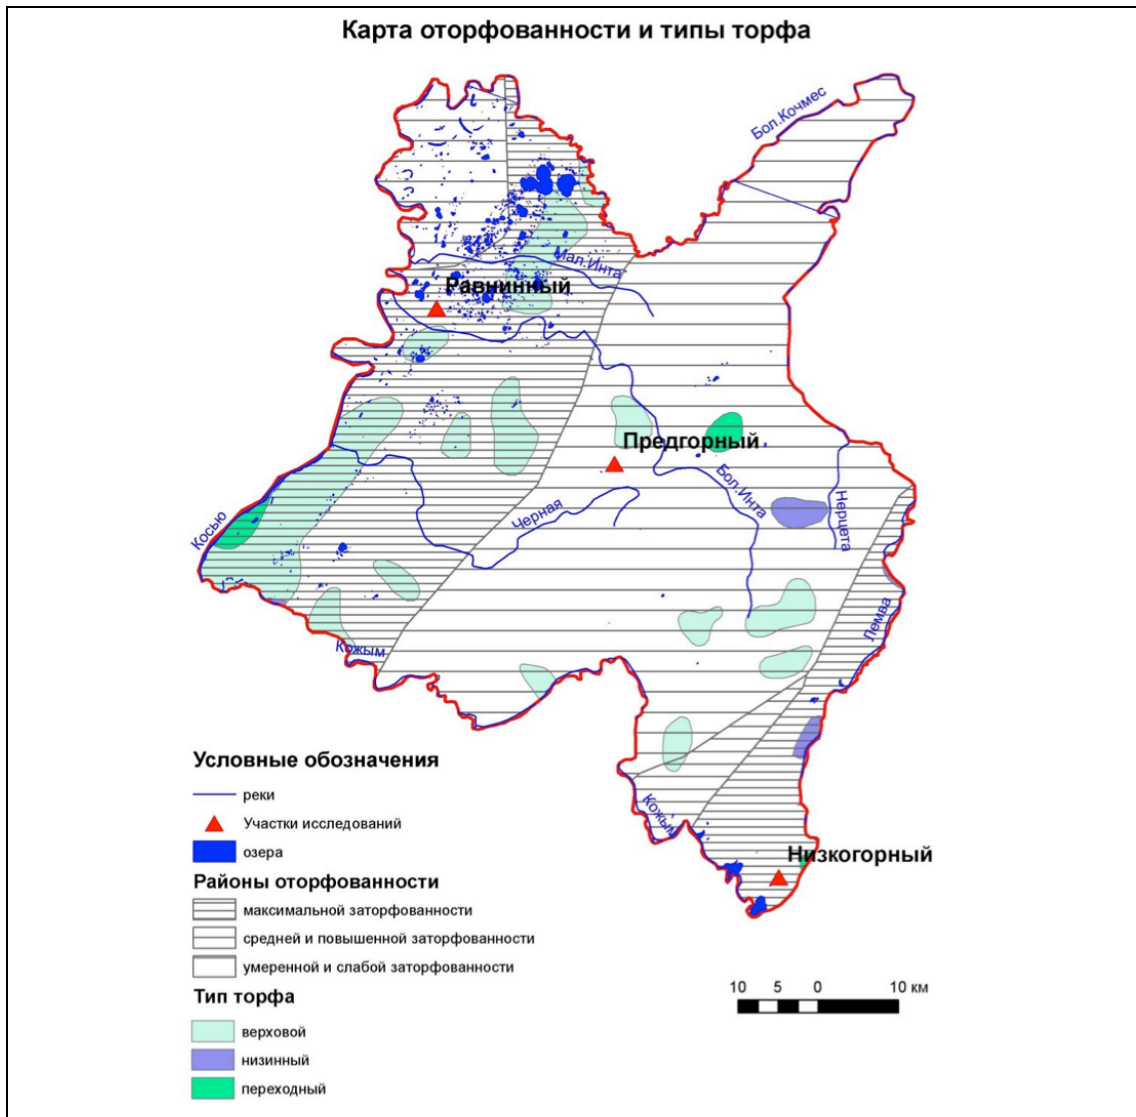 Карта оторфованности и типы торфа
Бол.Кочмес
Мал.Инта
Равнинный
Предгорный
Бол.Инта
Нерцета
Черная
Косью
Лемва
Кожым
Кожым
Низкогорный
Условные обозначения
реки
Участки исследований
озера
Районы оторфованности
максимальной заторфованности
средней и повышенной заторфованности
умеренной и слабой заторфованности
Тип торфа
верховой
низинный
переходный
10 5 0 10 км